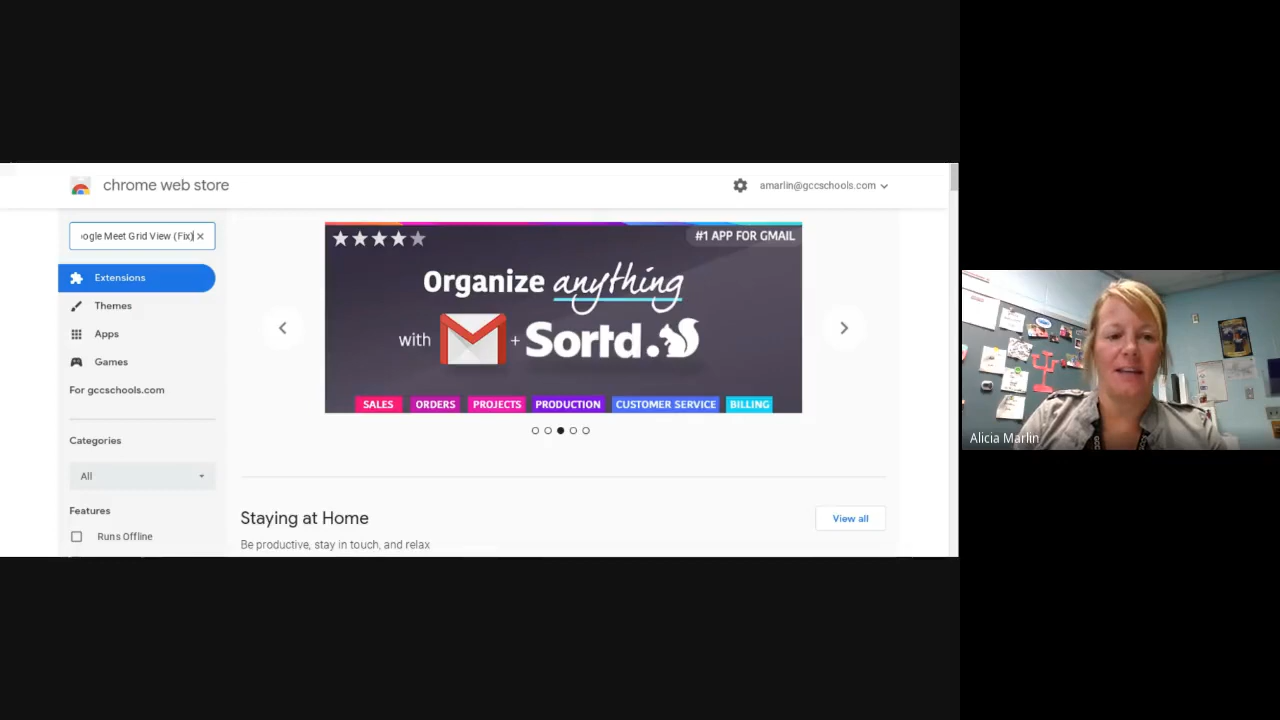 chrome web store
amarlin@gccschools.com
ogle Meet Grid View (Fix)
Extensions
Themes
Apps
Games
For gccschools.com
Categories
All
Features
Runs Offline
#1 APP FOR GMAIL
Organize anything
with + Sortd.
SALES
ORDERS
PROJECTS
PRODUCTION
CUSTOMER SERVICE
BILLING
Staying at Home
View all
Be productive, stay in touch, and relax
Alicia Marlin